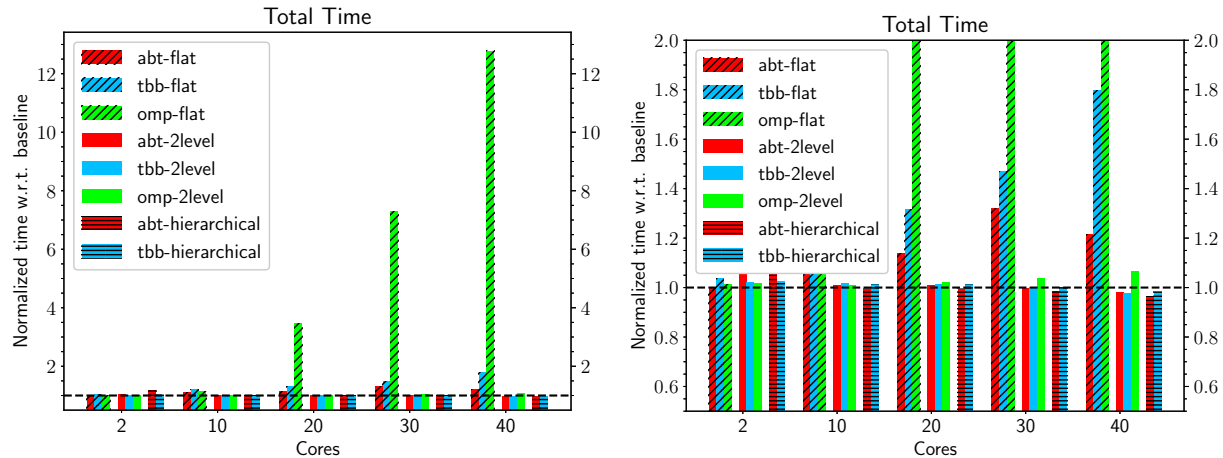 Total Time
Normalized time w.r.t. baseline
12
10
8
6
4
2
abt-flat
tbb-flat
omp-flat
abt-2level
tbb-2level
omp-2level
abt-hierarchical
tbb-hierarchical
12
10
8
6
4
2
2 10 20 30 40
Cores
Total Time
Normalized time w.r.t. baseline
2.0
1.8
1.6
1.4
1.2
1.0
0.8
0.6
abt-flat
tbb-flat
omp-flat
abt-2level
tbb-2level
omp-2level
abt-hierarchical
tbb-hierarchical
2.0
1.8
1.6
1.4
1.2
1.0
0.8
0.6
2 10 20 30 40
Cores